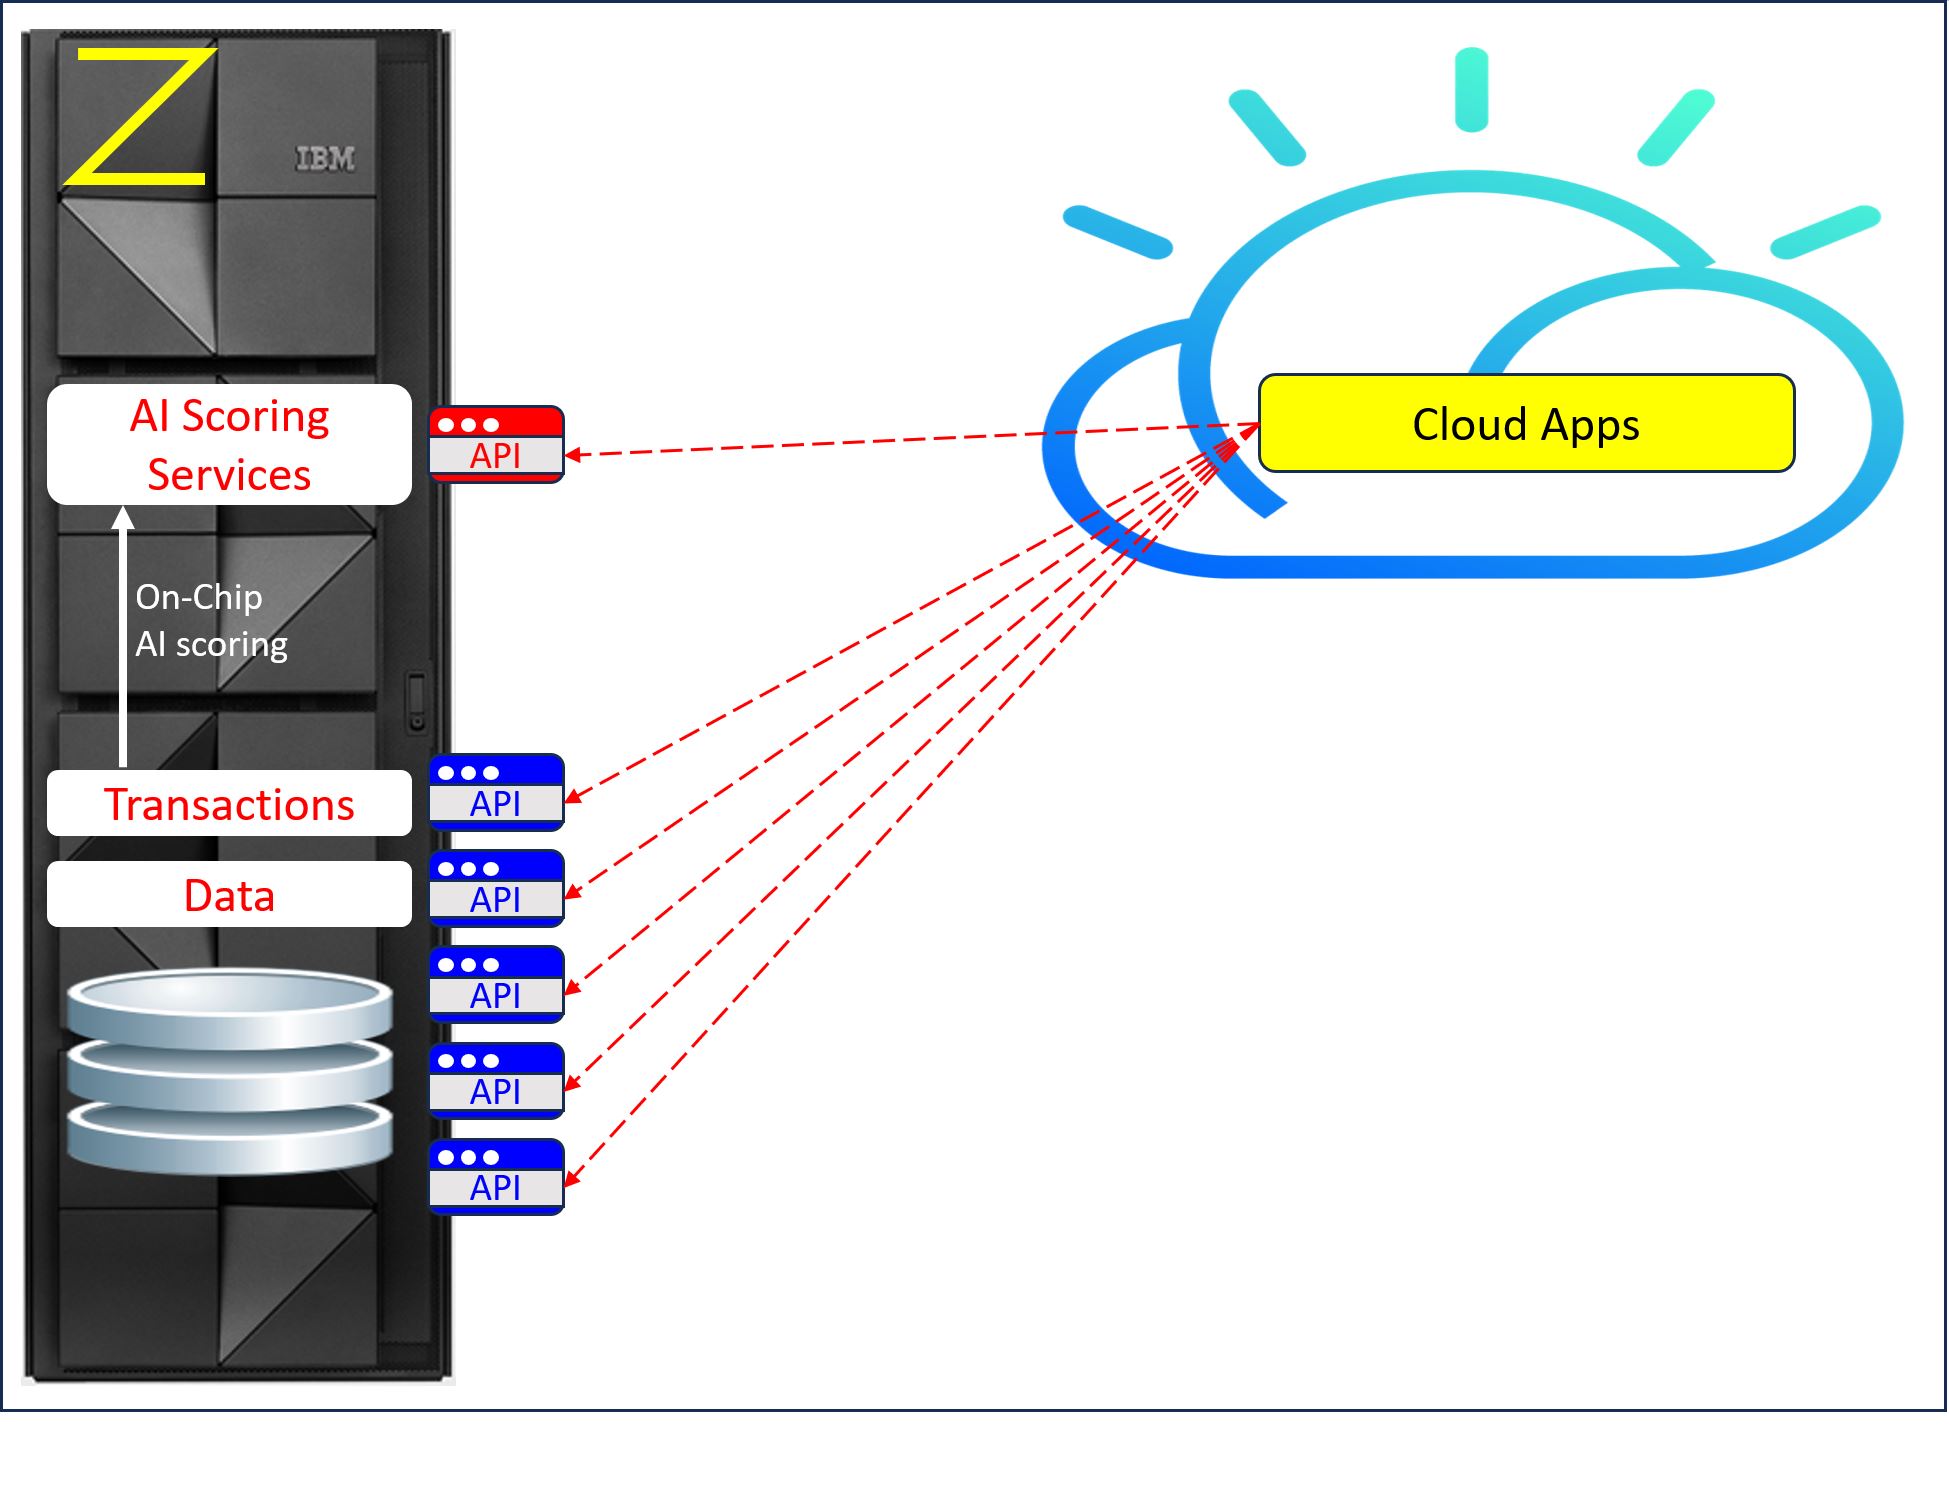 Z
IBM
AI Scoring
Services
API
Cloud Apps
On-Chip
AI scoring
Transactions
API
Data
API
API
API
API